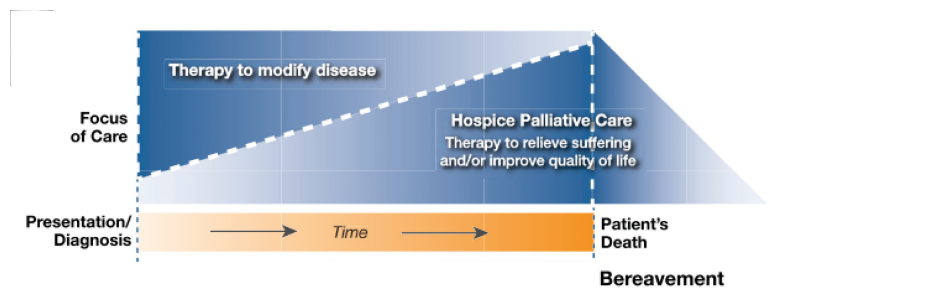 Therapy to modify disease
Focus
of Care
Hospice Palliative Care
Therapy to relieve suffering
and/or improve quality of life
Presentation/
Diagnosis
Time
Patient's
Death
Bereavement